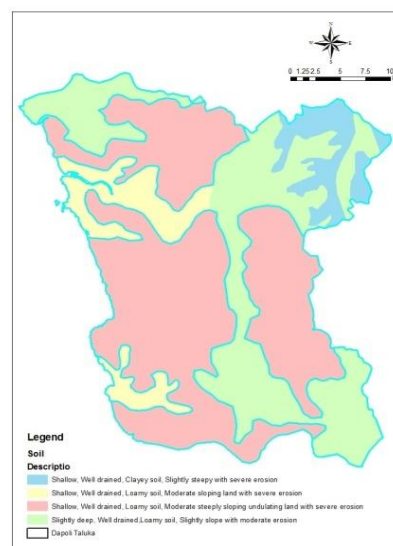 N
W E
S
0 1.25 2.5 5 7.5 10
Legend
Soil
Descriptio
Shallow, Well drained, Clayey soil, Slightly steepy with severe erosion
Shallow, Well drained, Loamy soil, Moderate sloping land with severe erosion
Shallow, Well drained, Loamy soil, Moderate steeply sloping undulating land with severe erosion
Slightly deep, Well drained,Loamy soil, Slightly slope with moderate erosion
Dapoli Taluka